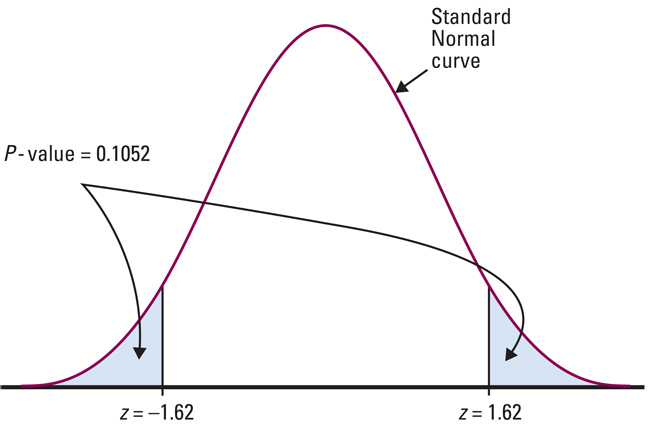 Standard
Normal
curve
P-value = 0.1052
z = –1.62
z = 1.62